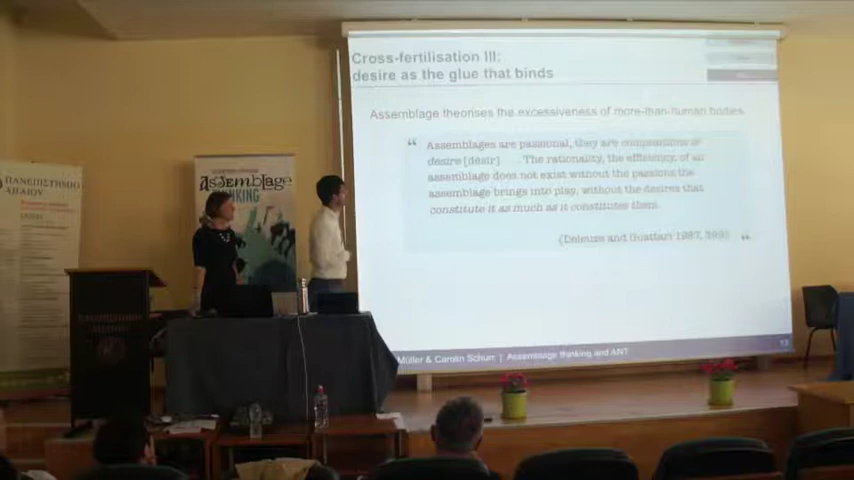 Cross-fertilisation III:
desire as the glue that binds
Assemblage theorises the excessiveness of more-than-human bodies.
“ Assemblages are passional, they are compositions of
desire [désir] ... The rationality, the efficiency, of an
assemblage does not exist without the passions the
assemblage brings into play, without the desires that
constitute it as much as it constitutes them.
(Deleuze and Guattari 1987, 399) ”
Müller & Carolin Schurr | Assemblage thinking and ANT
13
ΠΑΝΕΠΙΣΤΗΜΙΟ
ΑΙΓΑΙΟΥ
ASSEMBLAGE
THINKING